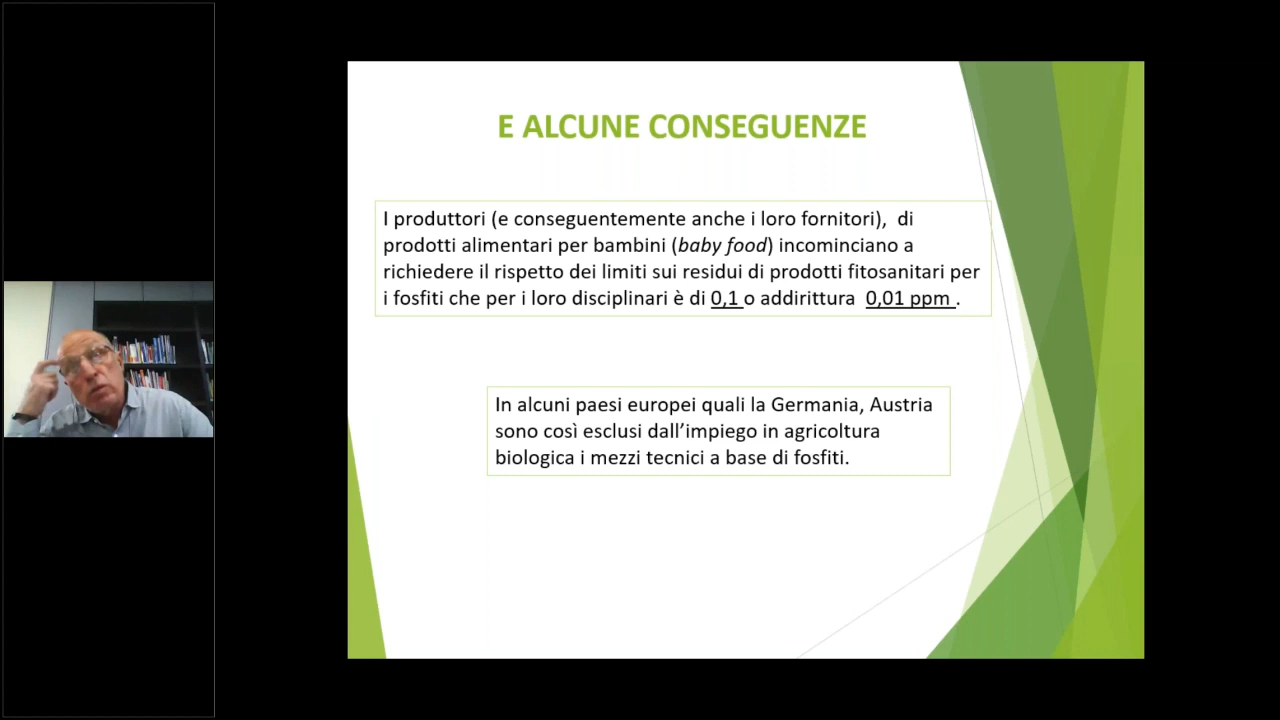 E ALCUNE CONSEGUENZE
I produttori (e conseguentemente anche i loro fornitori),  di
prodotti alimentari per bambini (baby food) incominciano a
richiedere il rispetto dei limiti sui residui di prodotti fitosanitari per
i fosfiti che per i loro disciplinari è di 0,1 o addirittura  0,01 ppm .
In alcuni paesi europei quali la Germania, Austria
sono così esclusi dall’impiego in agricoltura
biologica i mezzi tecnici a base di fosfiti.